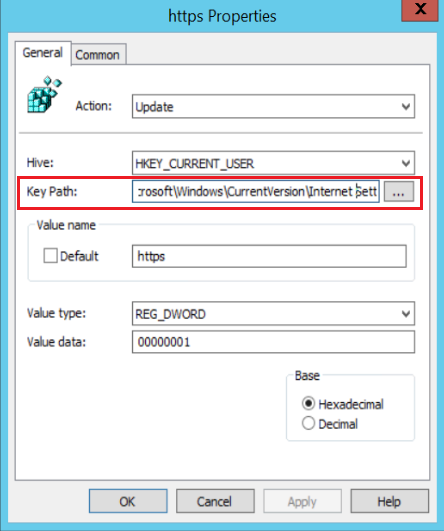 https Properties
X
General Common
Action: Update
Hive: HKEY_CURRENT_USER
Key Path: :rosoft\Windows\CurrentVersion\Internet Sett ...
Value name
Default https
Value type: REG_DWORD
Value data: 00000001
Base
Hexadecimal
Decimal
OK Cancel Apply Help